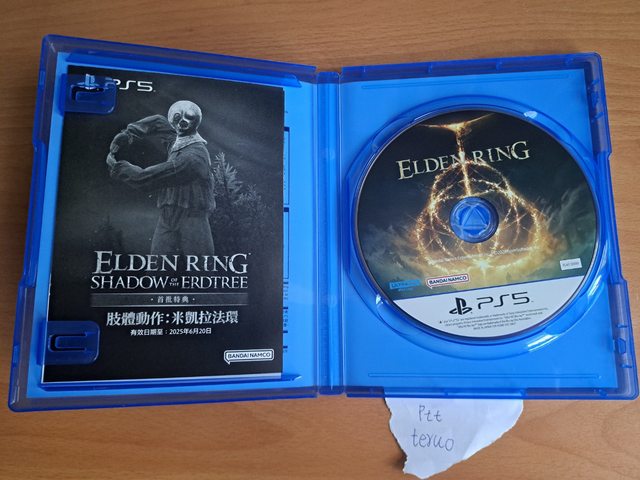 PS5
ELDEN RING
SHADOW OF THE ERDTREE
・首批特典・
肢體動作：米凱拉法環
有效日期至：2025年6月20日
BANDAI NAMCO
ELDEN RING
BANDAI NAMCO
PS5
Ptt
teruo